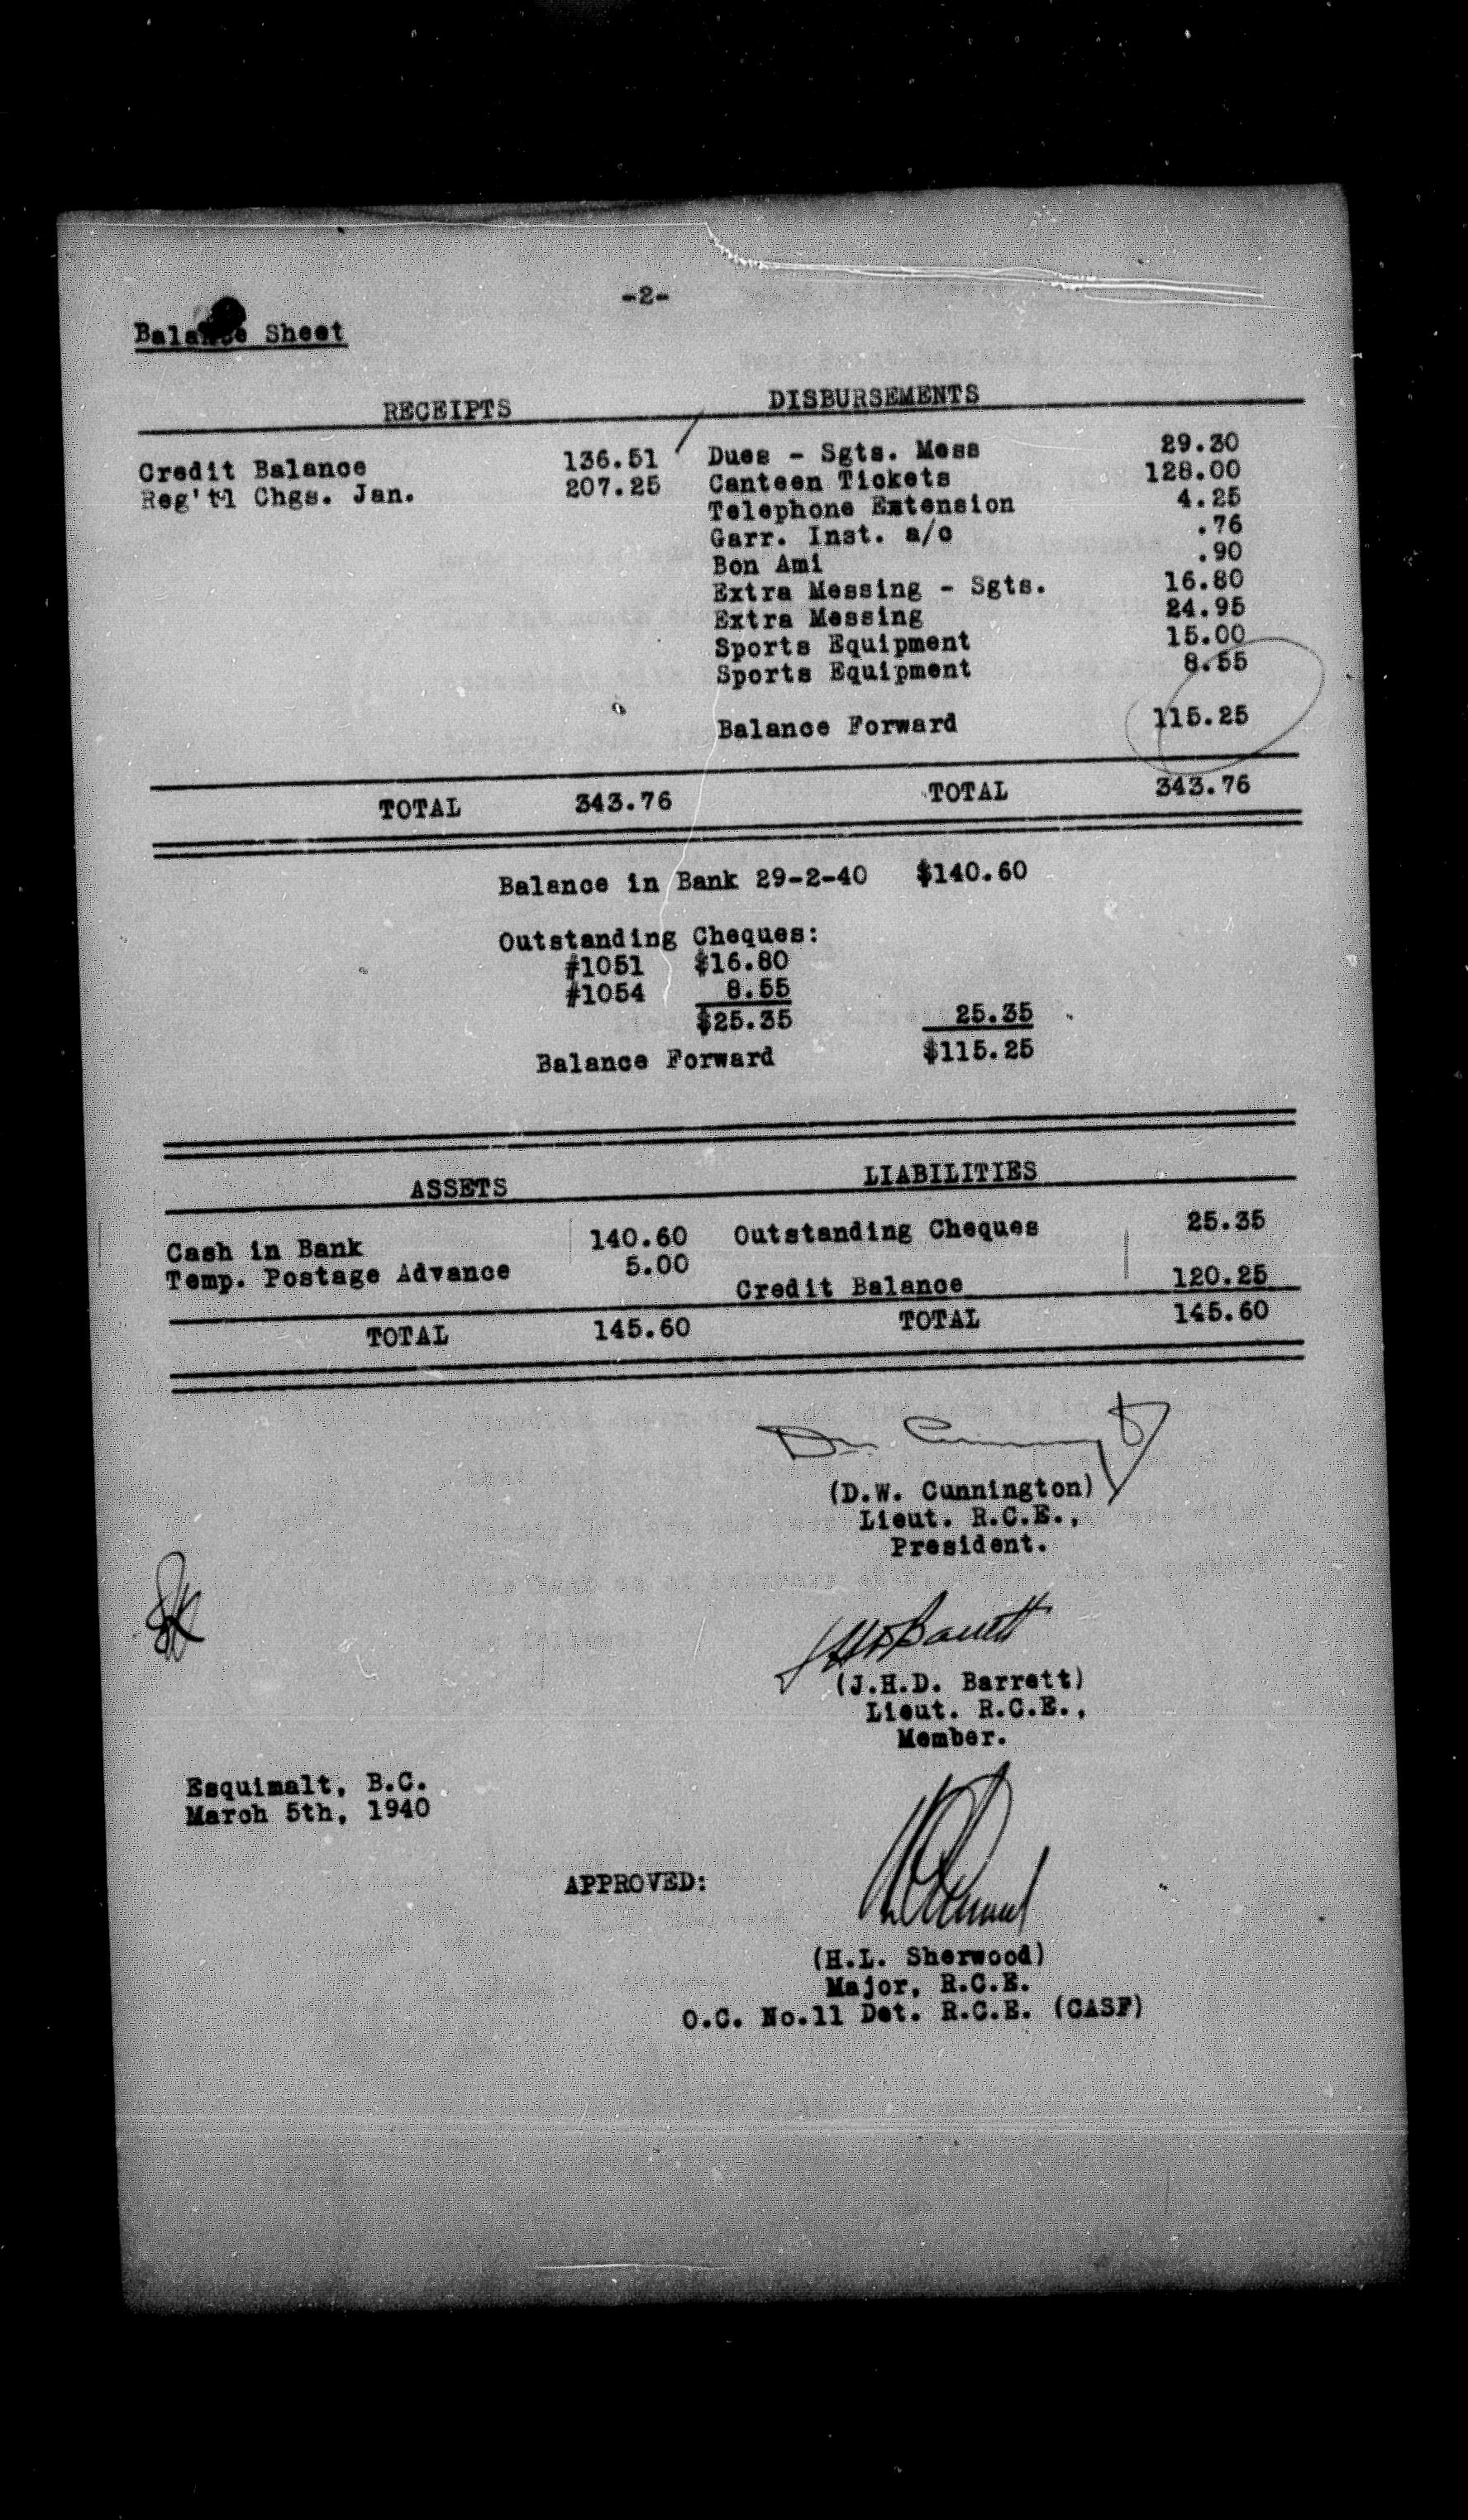 -2-
Balance Sheet
RECEIPTS DISBURSEMENTS
Credit Balance 136.51 Dues - Sgts. Mess 29.30
Reg't'l Chgs. Jan. 207.25 Canteen Tickets 128.00
Telephone Extension 4.25
Garr. Inst. a/c .76
Bon Ami .90
Extra Messing - Sgts. 16.80
Extra Messing 24.95
Sports Equipment 15.00
Sports Equipment 8.55
Balance Forward 115.25
TOTAL 343.76 TOTAL 343.76
Balance in Bank 29-2-40 $140.60
Outstanding Cheques:
#1051 $16.80
#1054 8.55
$25.35 25.35
Balance Forward $115.25
ASSETS LIABILITIES
Cash in Bank 140.60 Outstanding Cheques 25.35
Temp. Postage Advance 5.00
Credit Balance 120.25
TOTAL 145.60 TOTAL 145.60
(D.W. Cunnington)
Lieut. R.C.E.,
President.
JHDBarrett
(J.H.D. Barrett)
Lieut. R.C.E.,
Member.
Esquimalt, B.C.
March 5th, 1940
APPROVED:
(H.L. Sherwood)
Major, R.C.E.
O.C. No.11 Det. R.C.E. (CASF)